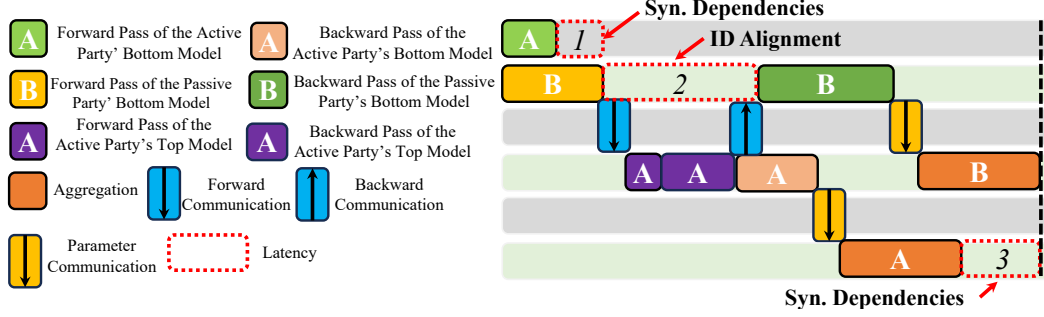 A
Forward Pass of the Active
Party' Bottom Model
A
Backward Pass of the
Active Party's Bottom Model
B
Forward Pass of the Passive
Party' Bottom Model
B
Backward Pass of the Passive
Party's Bottom Model
A
Forward Pass of the
Active Party's Top Model
A
Backward Pass of the
Active Party's Top Model
Aggregation
Forward
Communication
Backward
Communication
Parameter
Communication
Latency
Syn. Dependencies
A
1
ID Alignment
B
2
B
A
A
A
B
A
3
Syn. Dependencies